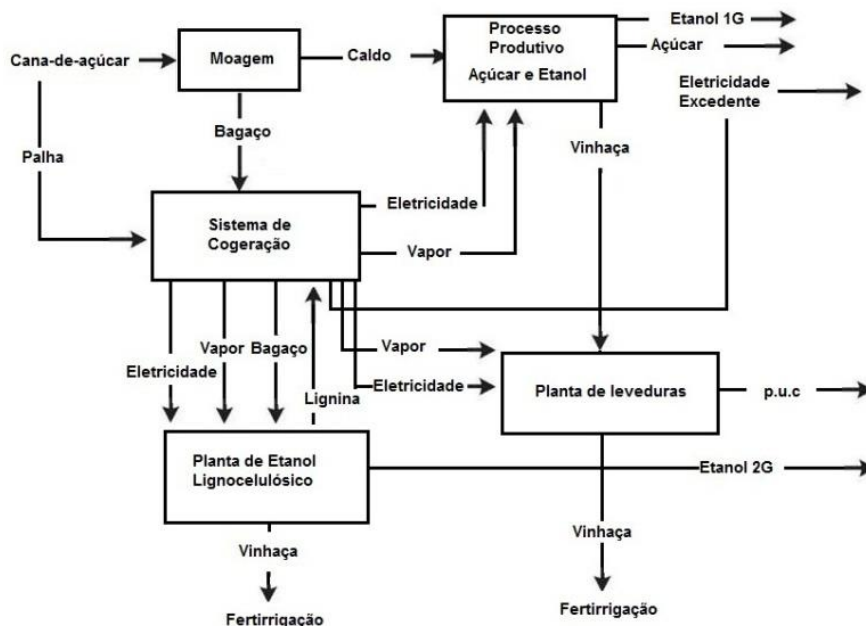 Cana-de-açúcar
Moagem
Caldo
Processo
Produtivo
Açúcar e Etanol
Etanol 1G
Açúcar
Eletricidade
Excedente
Palha
Bagaço
Vinhaça
Sistema de
Cogeração
Eletricidade
Vapor
Eletricidade
Vapor
Bagaço
Lignina
Vapor
Eletricidade
Planta de leveduras
p.u.c
Planta de Etanol
Lignocelulósico
Etanol 2G
Vinhaça
Fertirrigação
Vinhaça
Fertirrigação